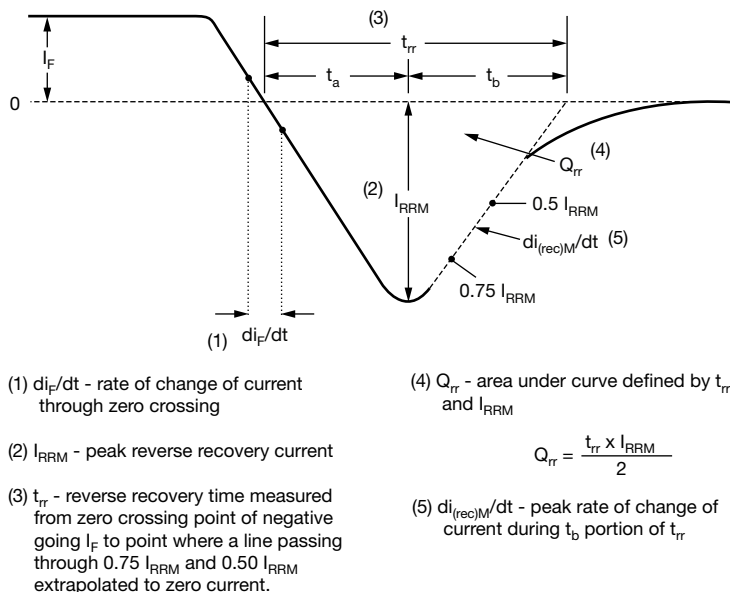 (3)
t_rr
I_F
t_a
t_b
0
(2) I_RRM
Q_rr (4)
0.5 I_RRM
di_(rec)M/dt (5)
0.75 I_RRM
(1) di_F/dt
(1) di_F/dt - rate of change of current
through zero crossing
(2) I_RRM - peak reverse recovery current
(3) t_rr - reverse recovery time measured
from zero crossing point of negative
going I_F to point where a line passing
through 0.75 I_RRM and 0.50 I_RRM
extrapolated to zero current.
(4) Q_rr - area under curve defined by t_rr
and I_RRM
Q_rr = t_rr x I_RRM / 2
(5) di_(rec)M/dt - peak rate of change of
current during t_b portion of t_rr